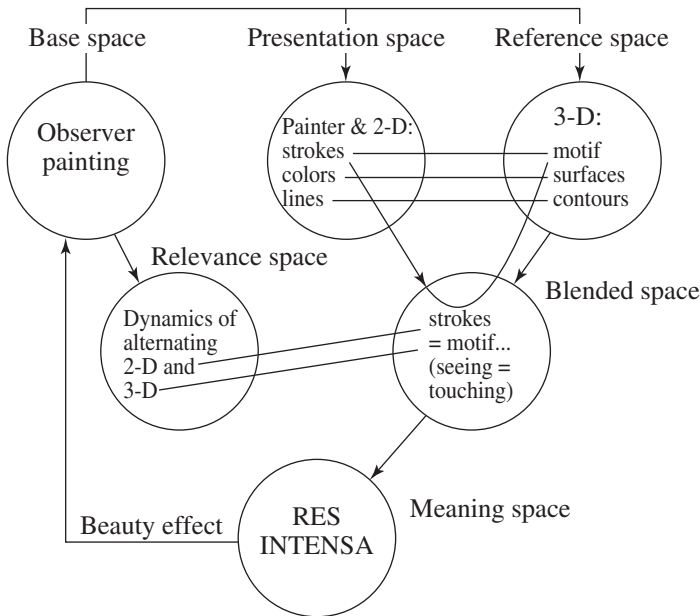 Base space
Presentation space
Reference space
Observer
painting
Painter & 2-D:
strokes
colors
lines
3-D:
motif
surfaces
contours
Relevance space
Blended space
Dynamics of
alternating
2-D and
3-D
strokes
= motif...
(seeing =
touching)
Meaning space
RES
INTENSA
Beauty effect